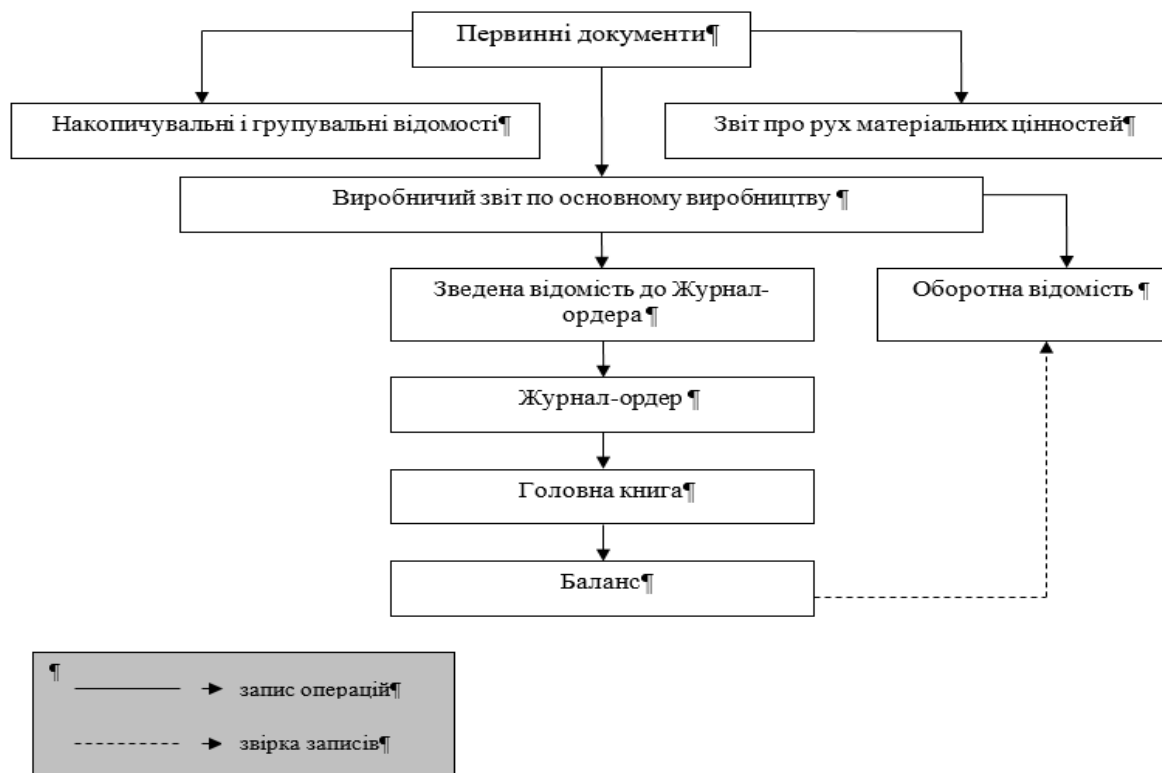 Первинні документи¶
Накопичувальні і групувальні відомості¶
Звіт про рух матеріальних цінностей¶
Виробничий звіт по основному виробництву ¶
Зведена відомість до Журнал-
ордера ¶
Оборотна відомість ¶
Журнал-ордер ¶
Головна книга¶
Баланс¶
¶
запис операцій¶
звірка записів¶